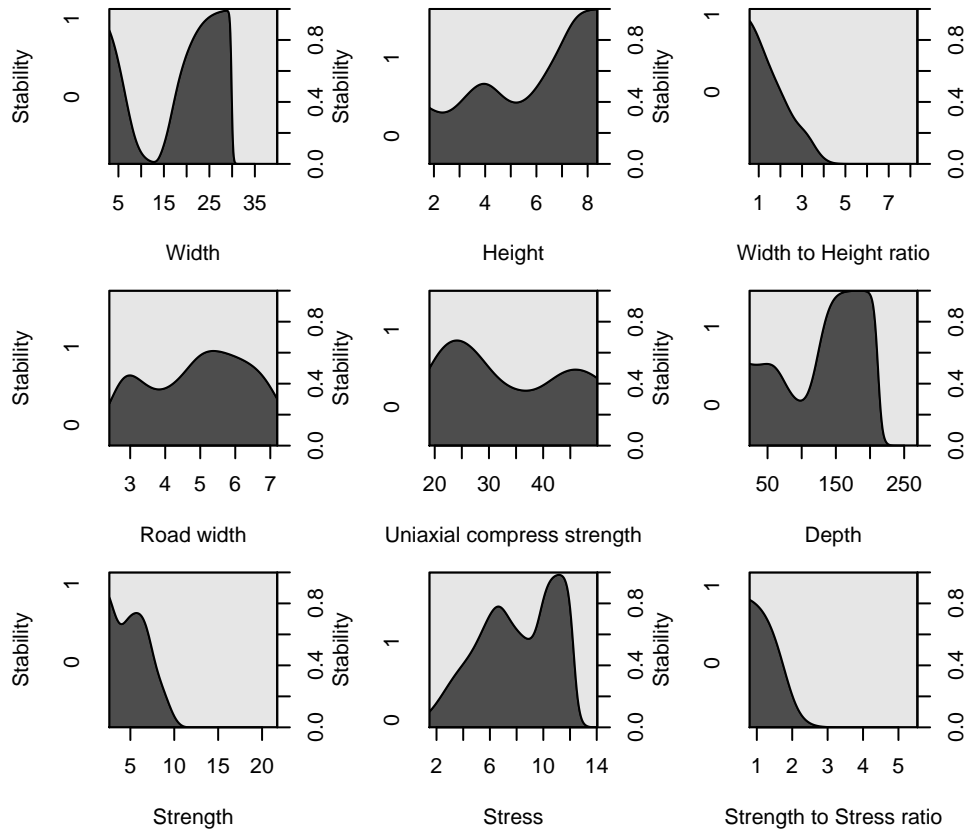 Stability
0 1
0.0 0.4 0.8
5 15 25 35
Width
Stability
0 1
0.0 0.4 0.8
2 4 6 8
Height
Stability
0 1
0.0 0.4 0.8
1 3 5 7
Width to Height ratio
Stability
0 1
0.0 0.4 0.8
3 4 5 6 7
Road width
Stability
0 1
0.0 0.4 0.8
20 30 40
Uniaxial compress strength
Stability
0 1
0.0 0.4 0.8
50 150 250
Depth
Stability
0 1
0.0 0.4 0.8
5 10 15 20
Strength
Stability
0 1
0.0 0.4 0.8
2 6 10 14
Stress
Stability
0 1
0.0 0.4 0.8
1 2 3 4 5
Strength to Stress ratio